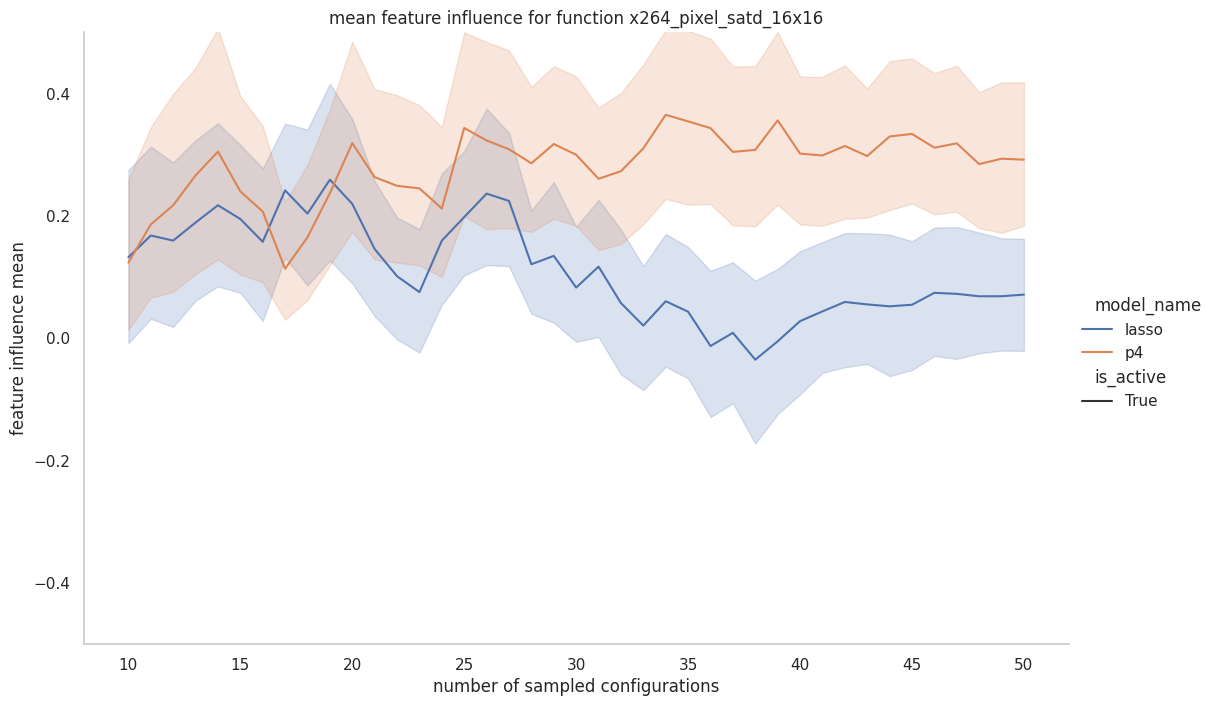 mean feature influence for function x264_pixel_satd_16x16
feature influence mean
0.4
0.2
0.0
−0.2
−0.4
10 15 20 25 30 35 40 45 50
number of sampled configurations
model_name
lasso
p4
is_active
True